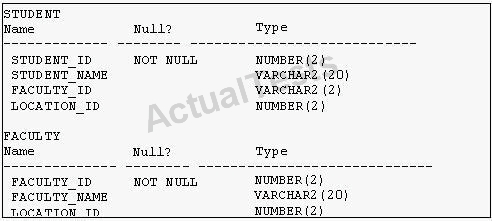 STUDENT
Name Null? Type
STUDENT_ID NOT NULL NUMBER(2)
STUDENT_NAME VARCHAR2(20)
FACULTY_ID VARCHAR2(2)
LOCATION_ID NUMBER(2)
FACULTY
Name Null? Type
FACULTY_ID NOT NULL NUMBER(2)
FACULTY_NAME VARCHAR2(20)
LOCATION_ID NUMBER(2)
ActualTests